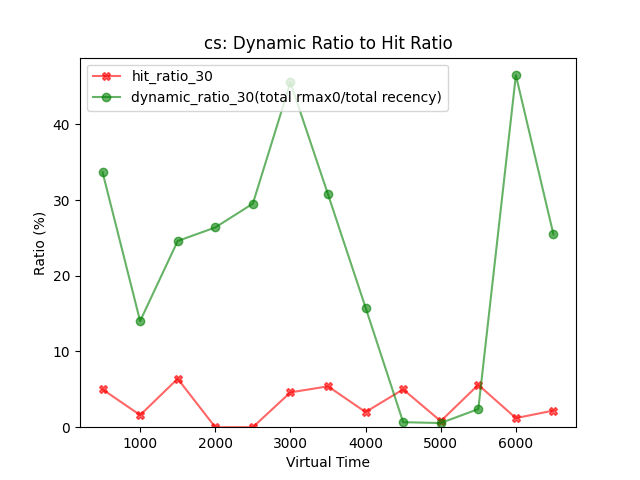 cs: Dynamic Ratio to Hit Ratio
hit_ratio_30
dynamic_ratio_30(total rmax0/total recency)
Ratio (%)
40
30
20
10
0
1000 2000 3000 4000 5000 6000
Virtual Time